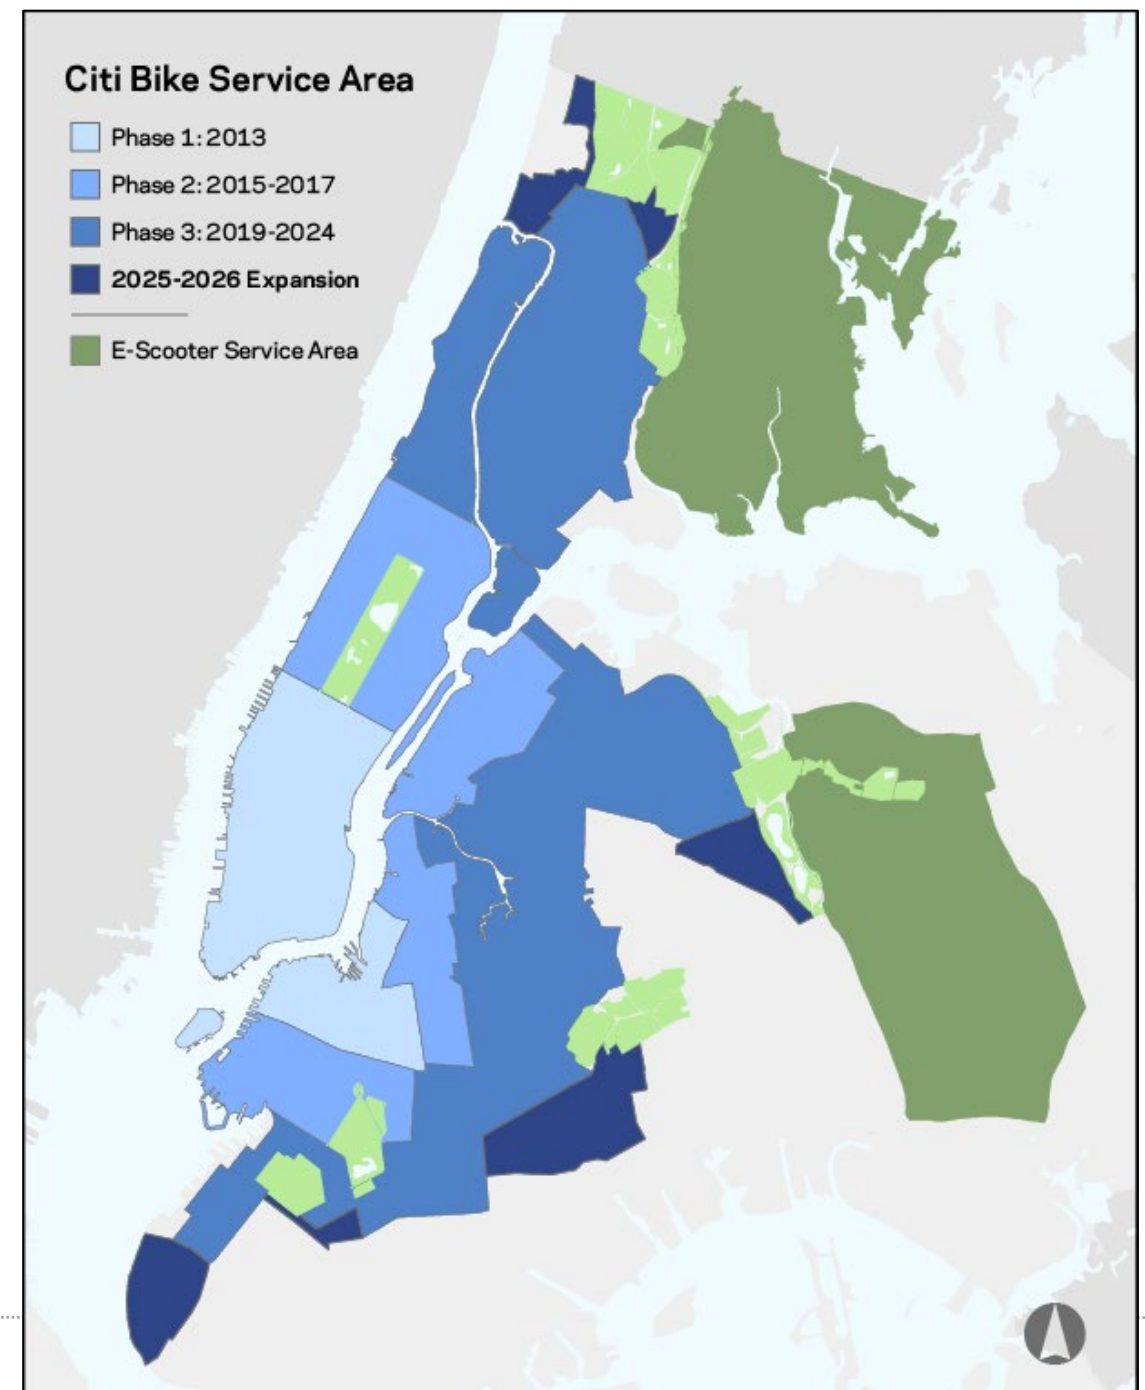 Citi Bike Service Area
Phase 1: 2013
Phase 2: 2015-2017
Phase 3: 2019-2024
2025-2026 Expansion
E-Scooter Service Area